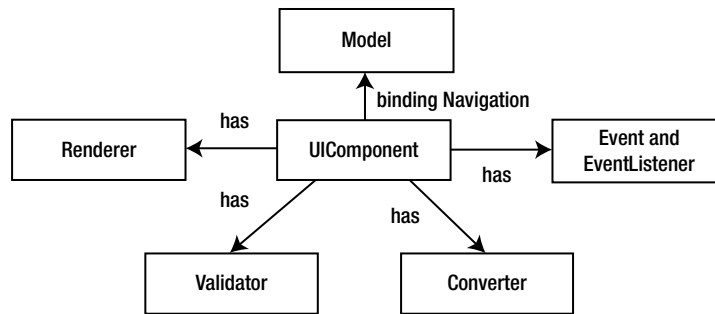 Model
binding Navigation
has
Renderer
UIComponent
Event and
EventListener
has
has
has
Validator
Converter